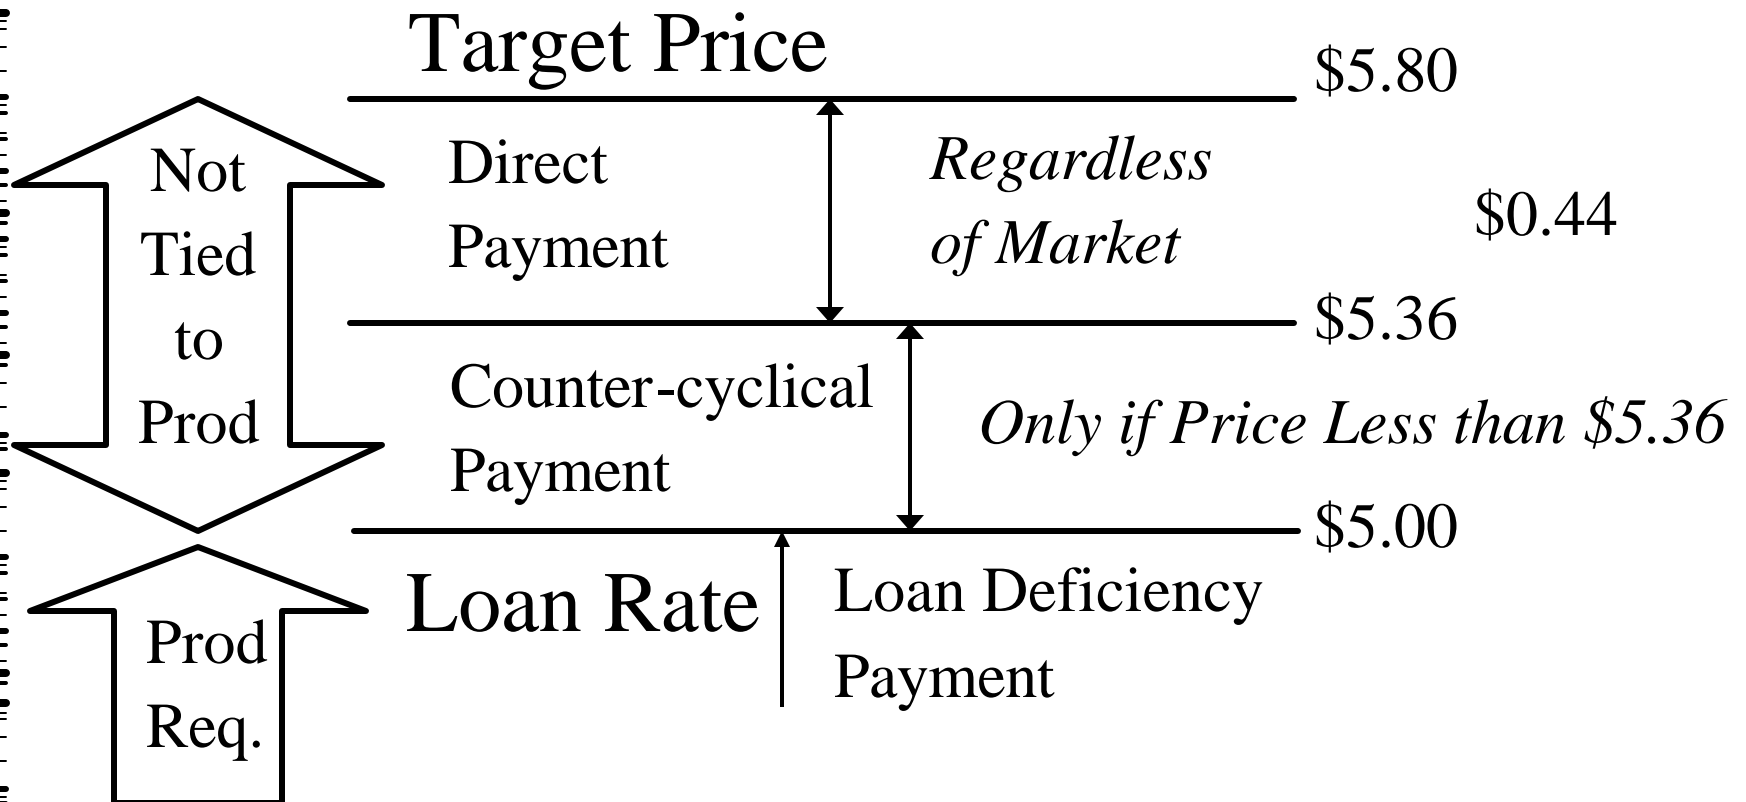 Target Price
$5.80
Not
Tied
to
Prod
Direct
Payment
Regardless
of Market
$0.44
$5.36
Counter-cyclical
Payment
Only if Price Less than $5.36
$5.00
Prod
Req.
Loan Rate
Loan Deficiency
Payment